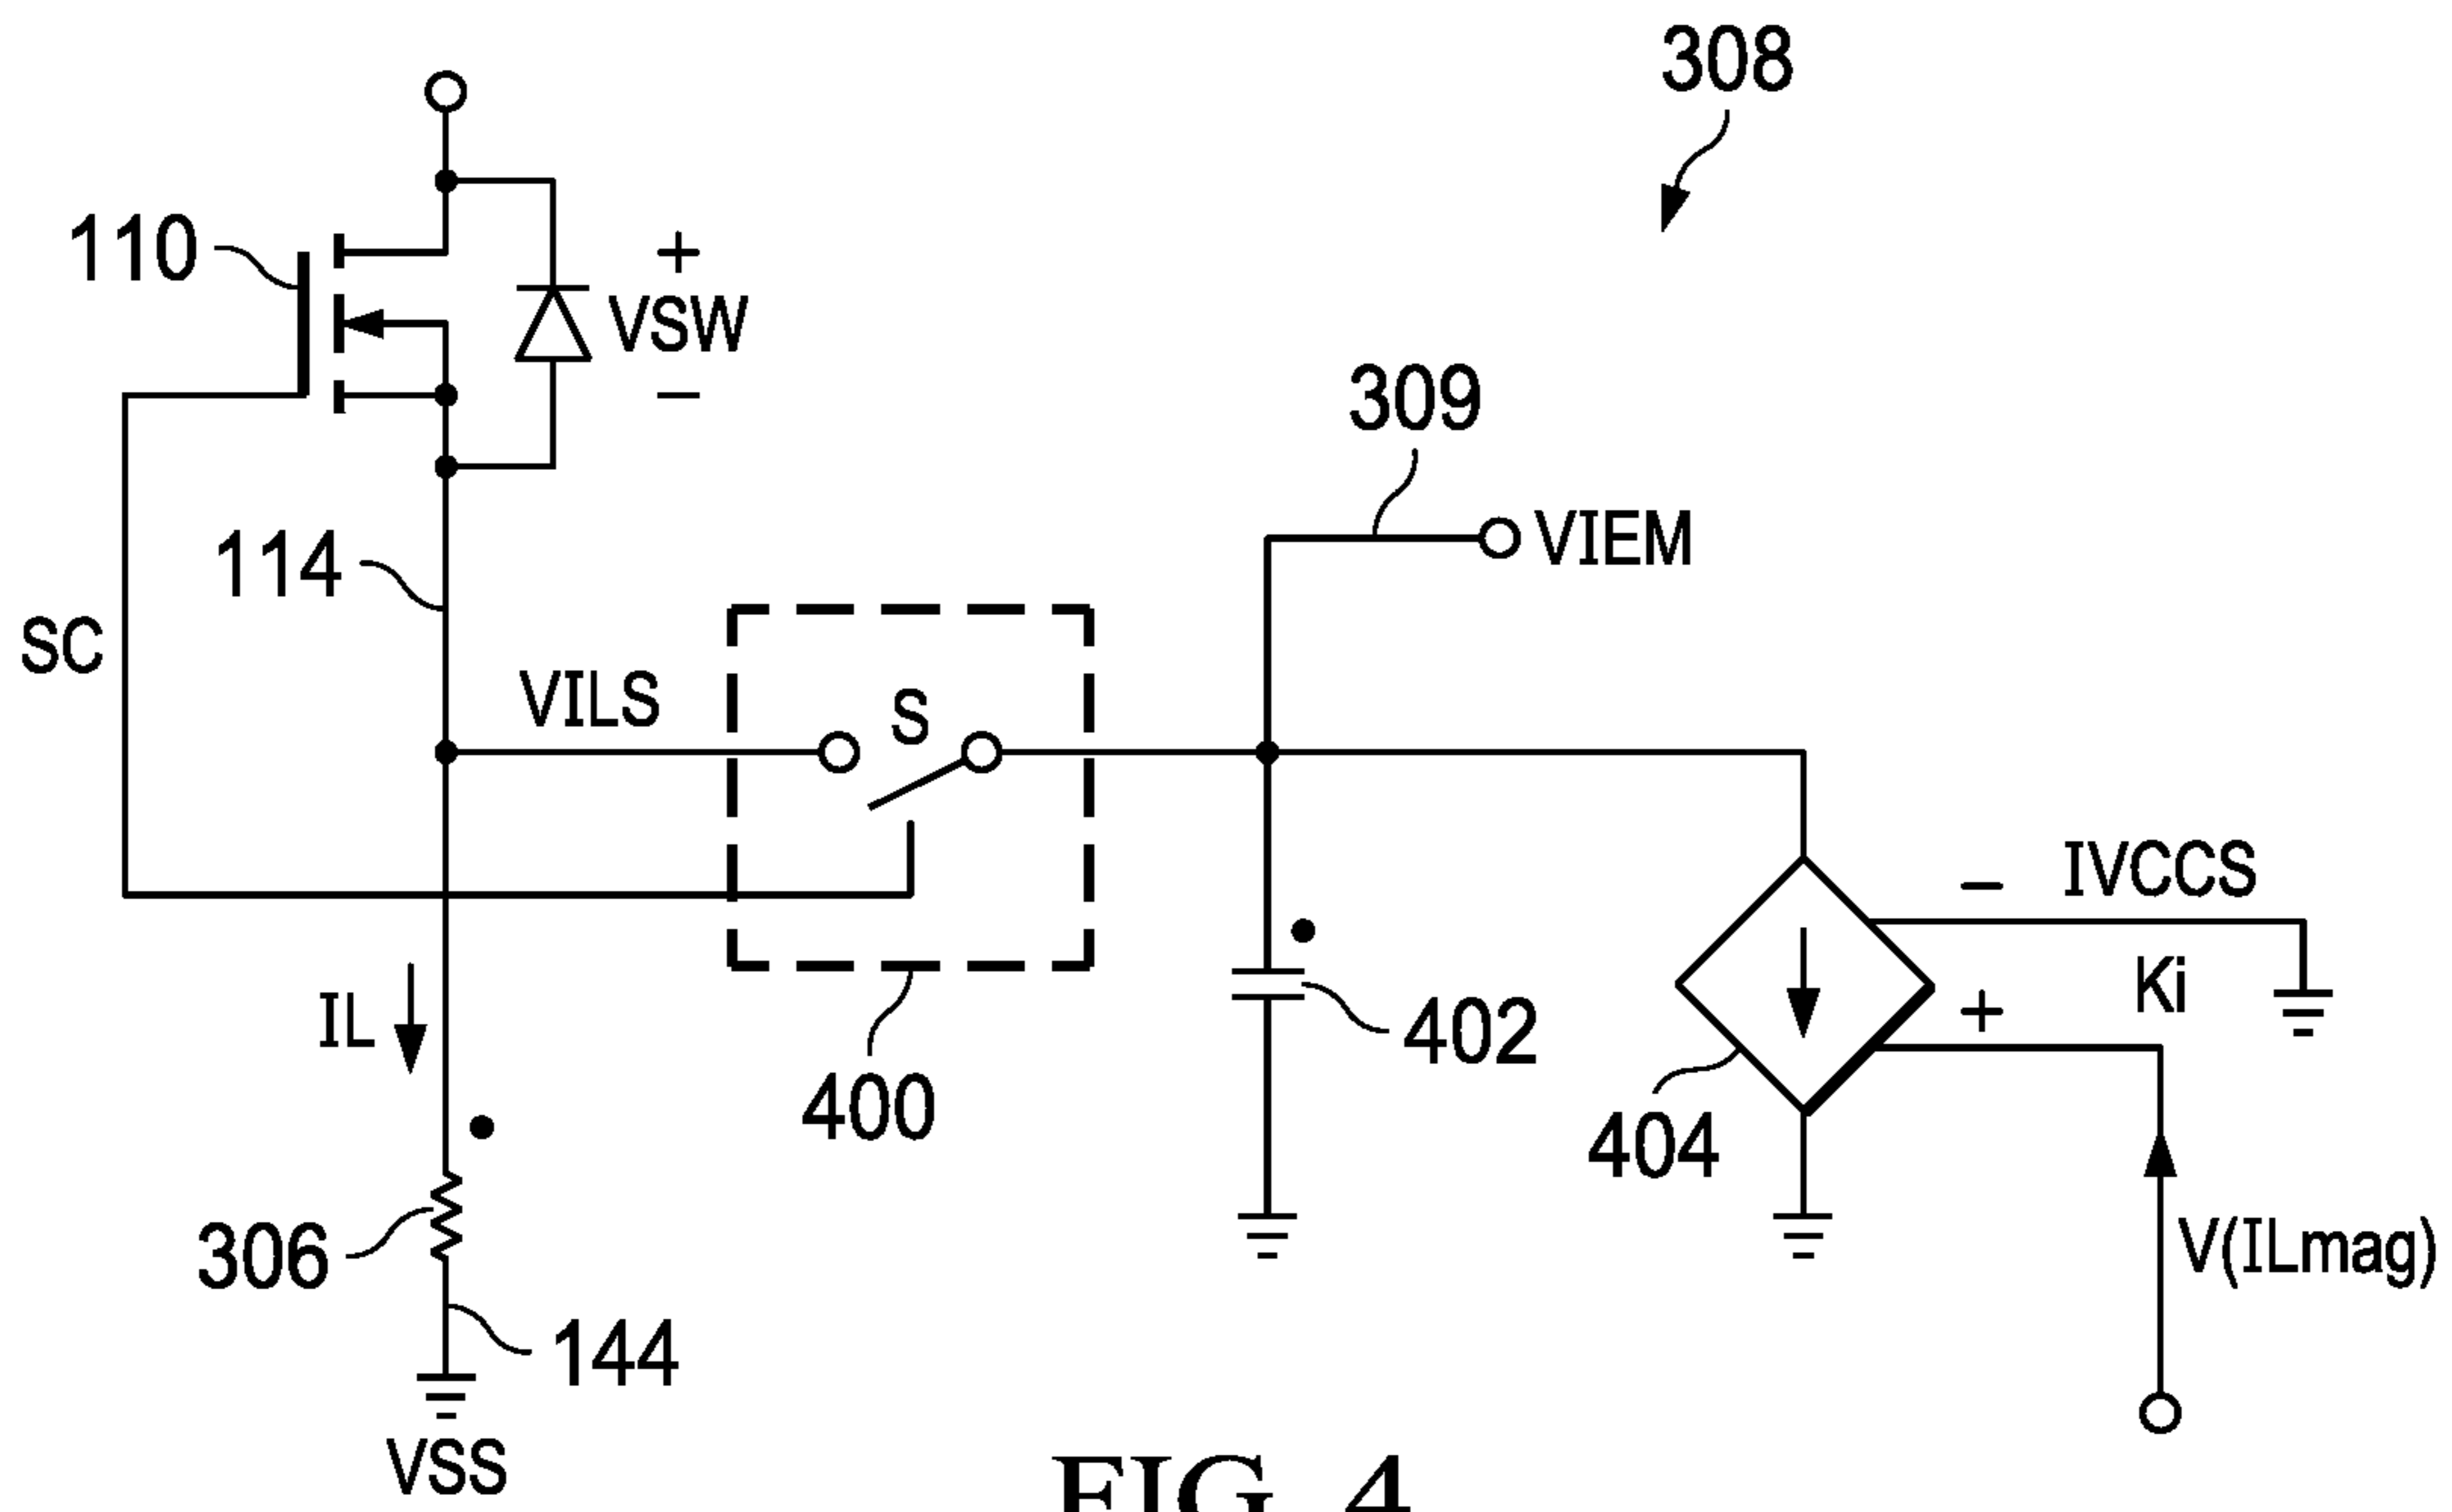 308
110
+
VSW
−
309
114
VIEM
SC
VILS
S
− IVCCS
Ki
+
IL
402
400
404
306
V(ILmag)
144
VSS
FIG. 4